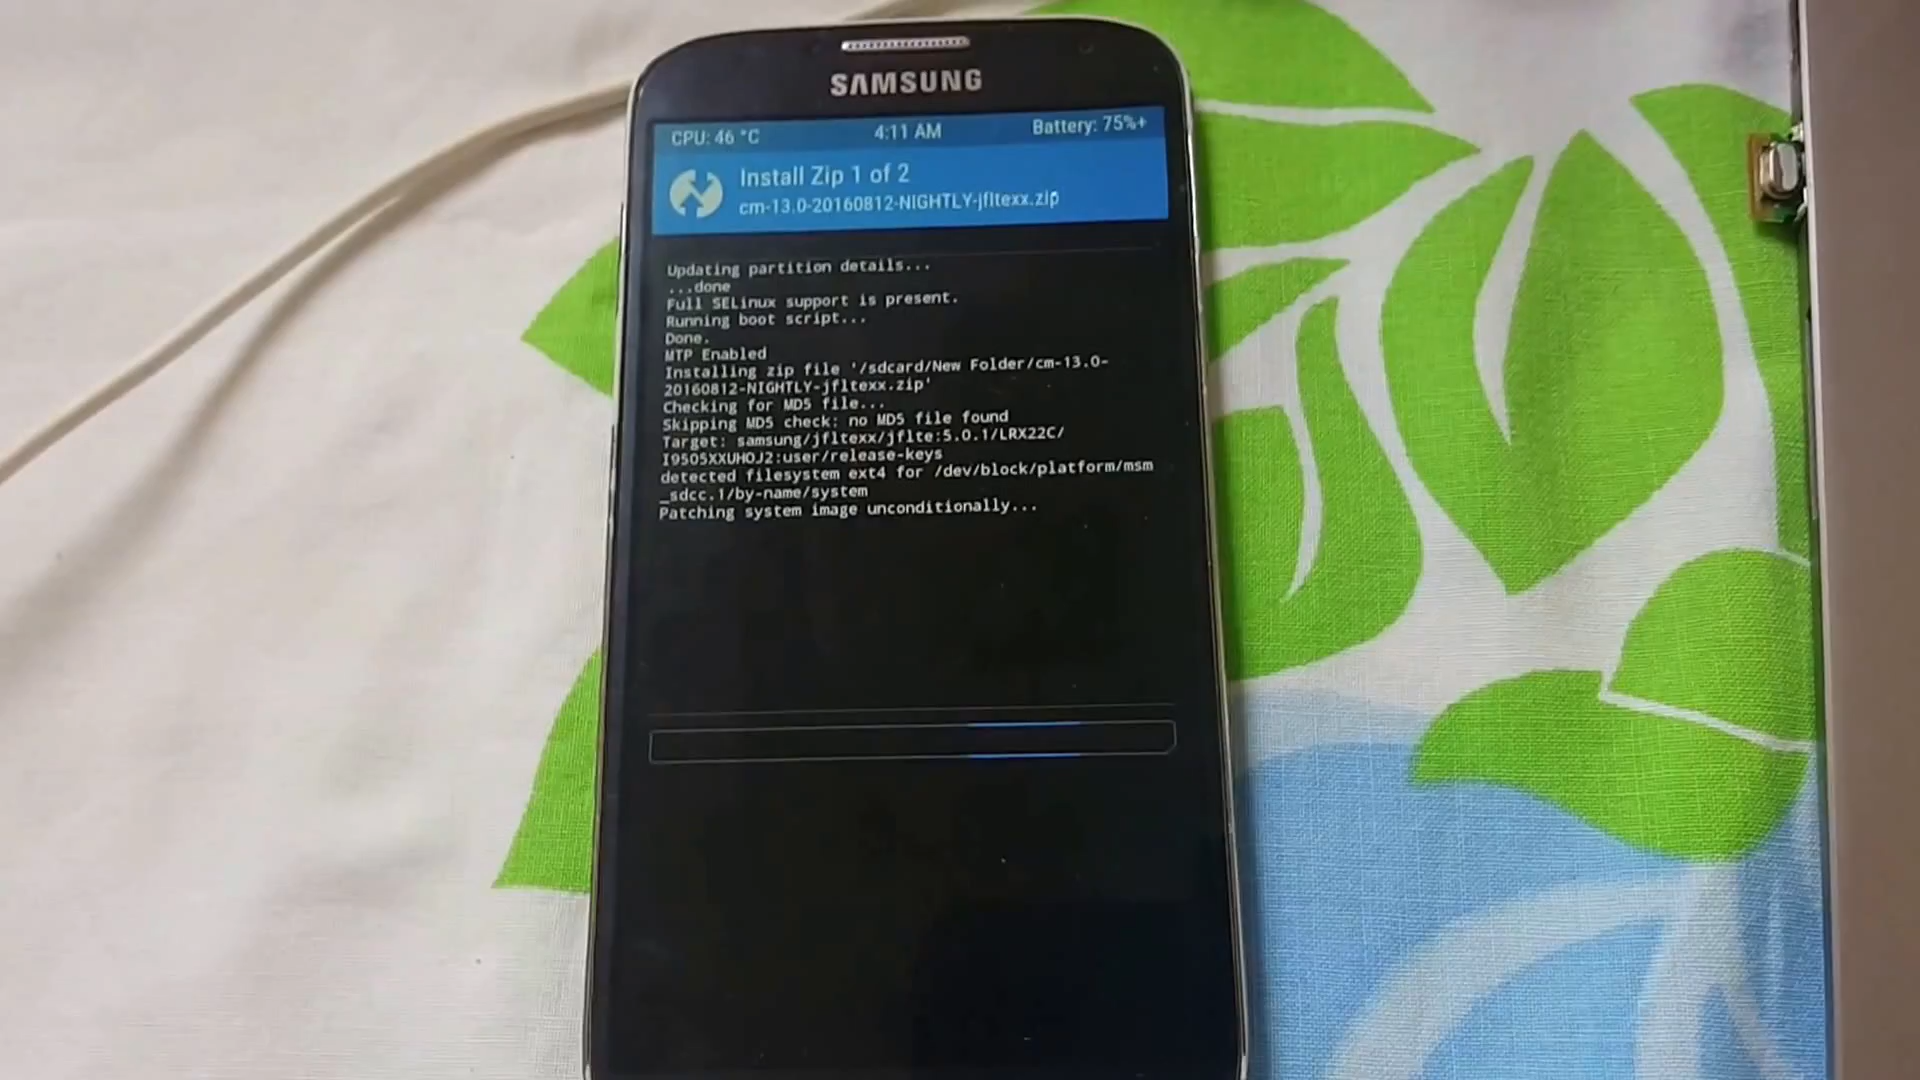 SAMSUNG
CPU: 46 °C 4:11 AM Battery: 75%+
Install Zip 1 of 2
cm-13.0-20160812-NIGHTLY-jfltexx.zip
Updating partition details...
...done
Full SELinux support is present.
Running boot script...
Done.
MTP Enabled
Installing zip file '/sdcard/New Folder/cm-13.0-
20160812-NIGHTLY-jfltexx.zip'
Checking for MD5 file...
Skipping MD5 check: no MD5 file found
Target: samsung/jfltexx/jflte:5.0.1/LRX22C/
I9505XXUHOJ2:user/release-keys
detected filesystem ext4 for /dev/block/platform/msm
_sdcc.1/by-name/system
Patching system image unconditionally...